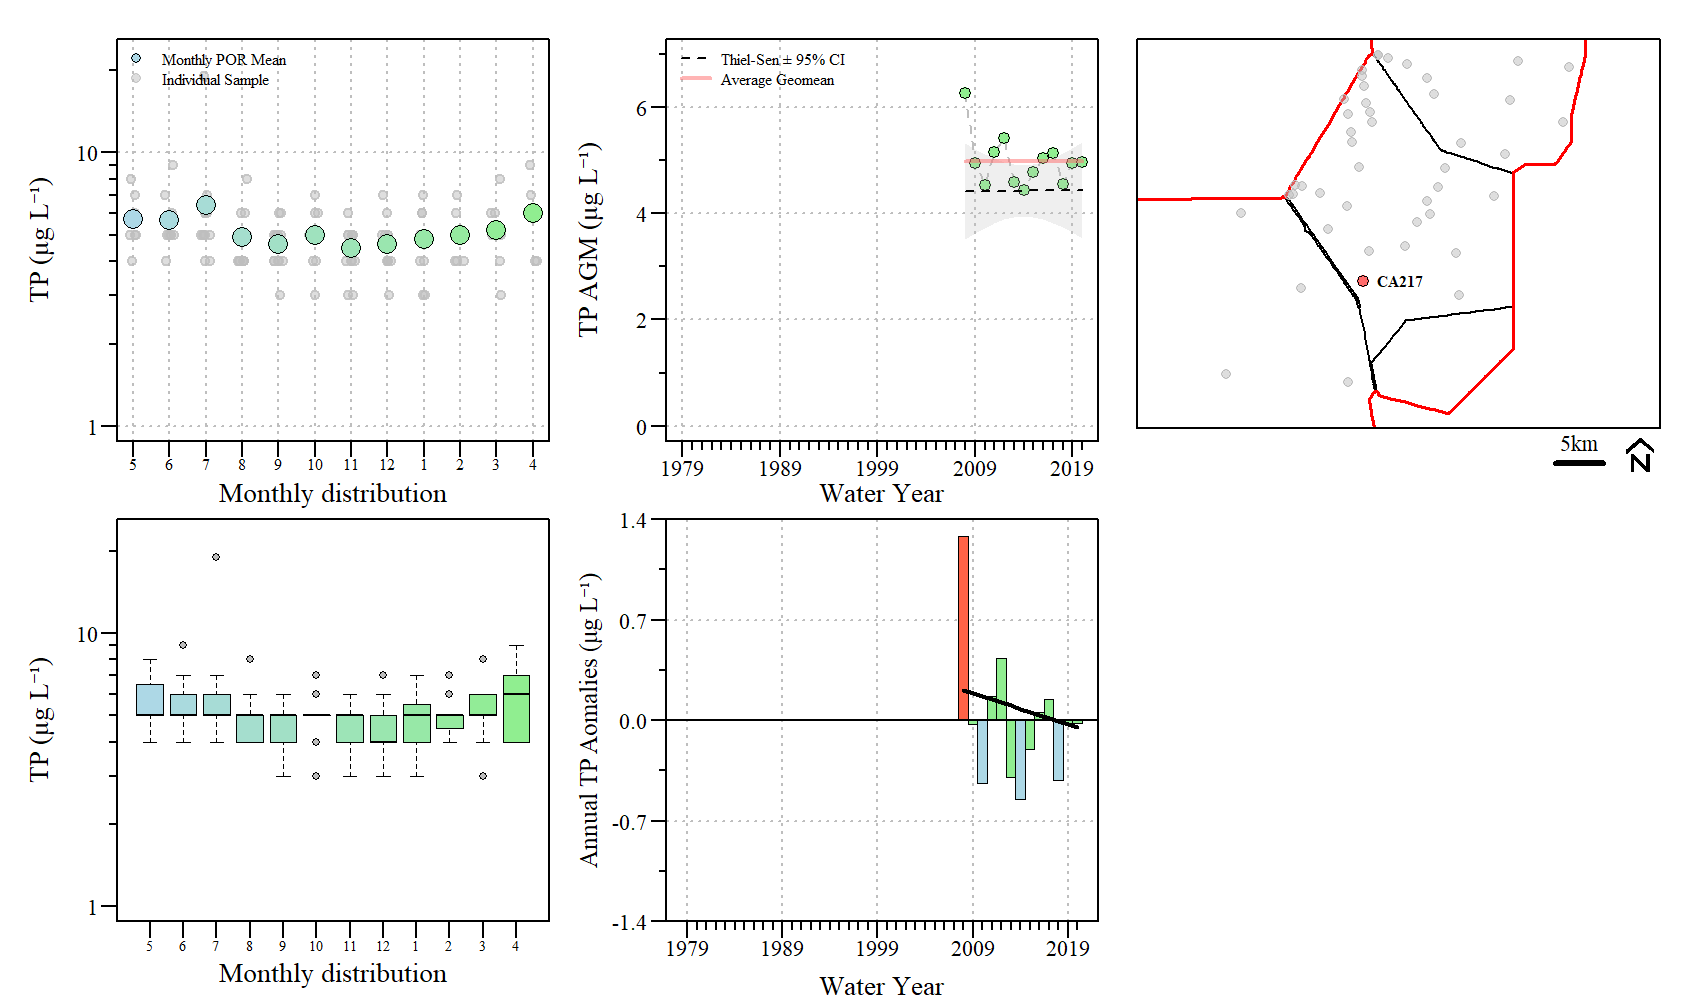 Monthly POR Mean
Individual Sample
10
1
TP (µg L⁻¹)
5 6 7 8 9 10 11 12 1 2 3 4
Monthly distribution
Thiel-Sen ± 95% CI
Average Geomean
6
4
2
0
TP AGM (µg L⁻¹)
1979 1989 1999 2009 2019
Water Year
CA217
5km
N
10
1
TP (µg L⁻¹)
5 6 7 8 9 10 11 12 1 2 3 4
Monthly distribution
1.4
0.7
0.0
-0.7
-1.4
Annual TP Aomalies (µg L⁻¹)
1979 1989 1999 2009 2019
Water Year